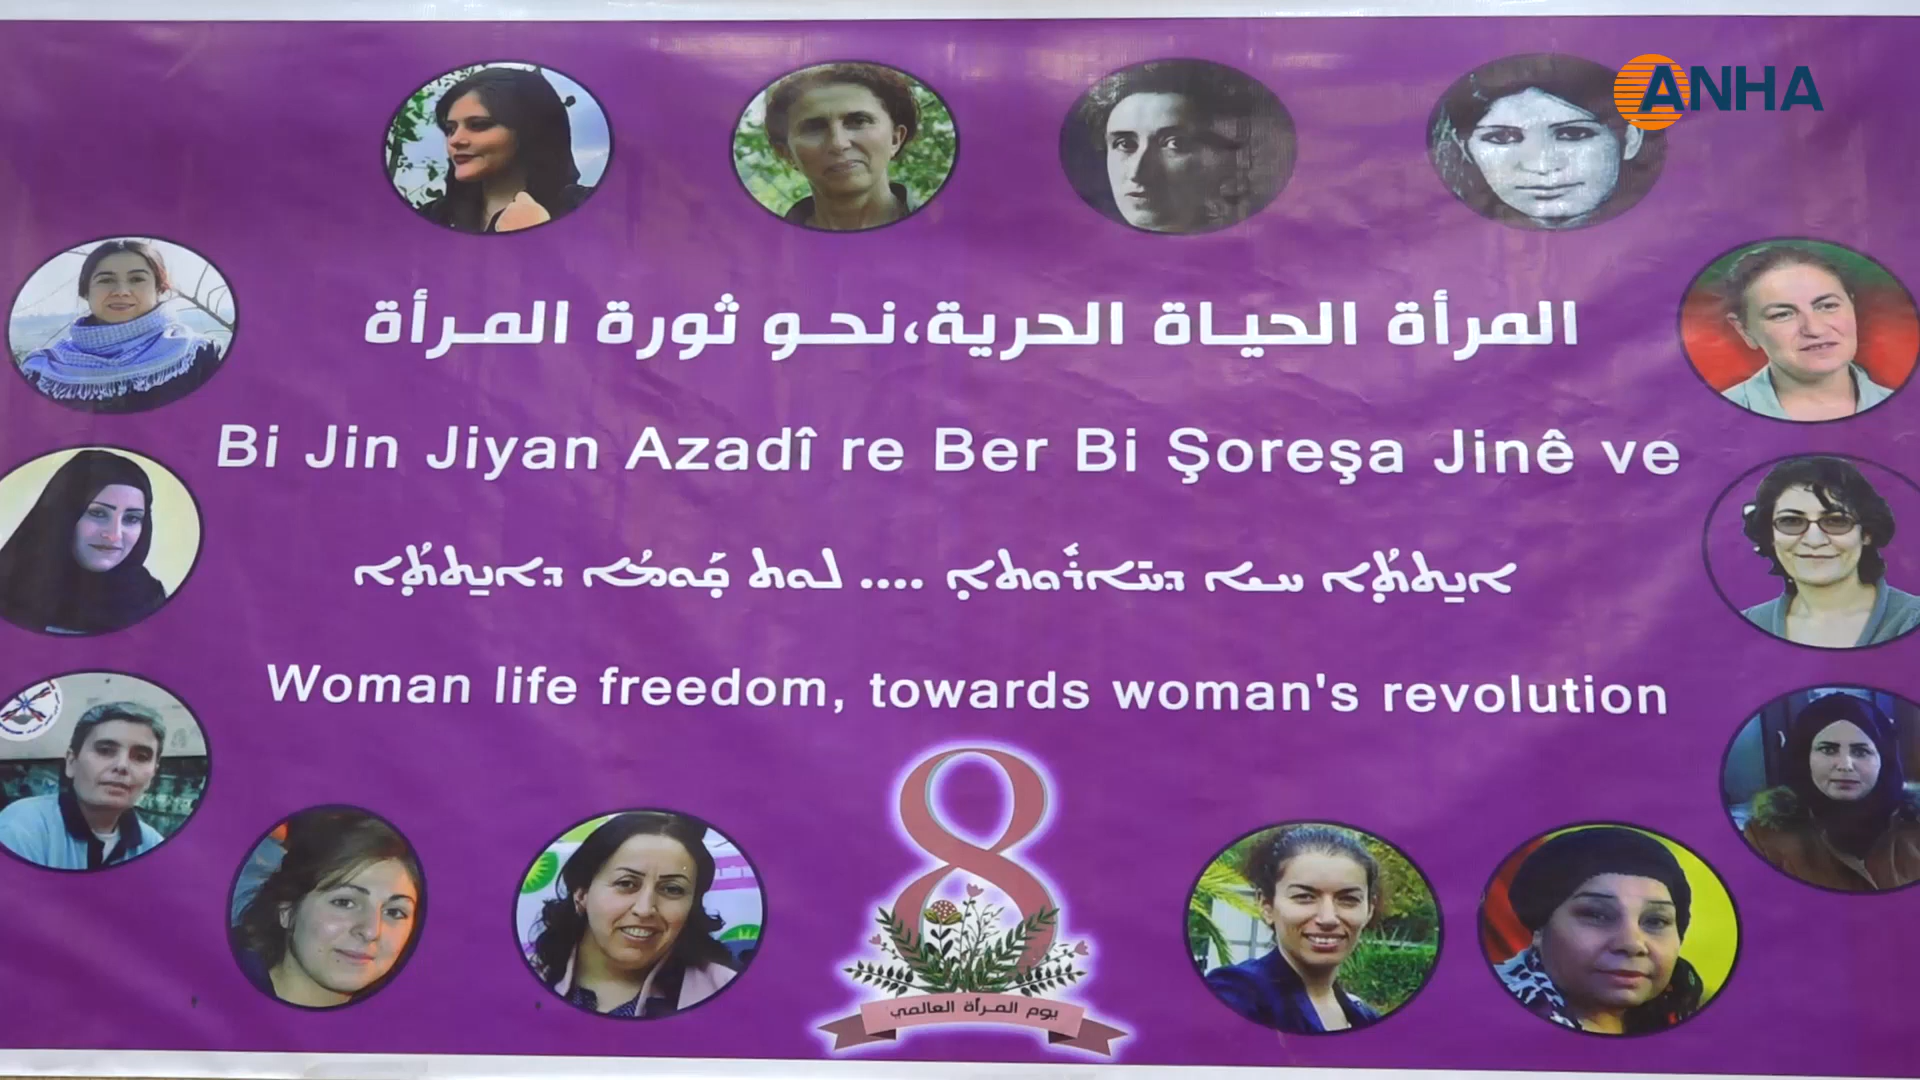 ANHA
المرأة الحياة الحرية،نحو ثورة المرأة
Bi Jin Jiyan Azadî re Ber Bi Şoreşa Jinê ve
Woman life freedom, towards woman's revolution
8
يوم المرأة العالمي